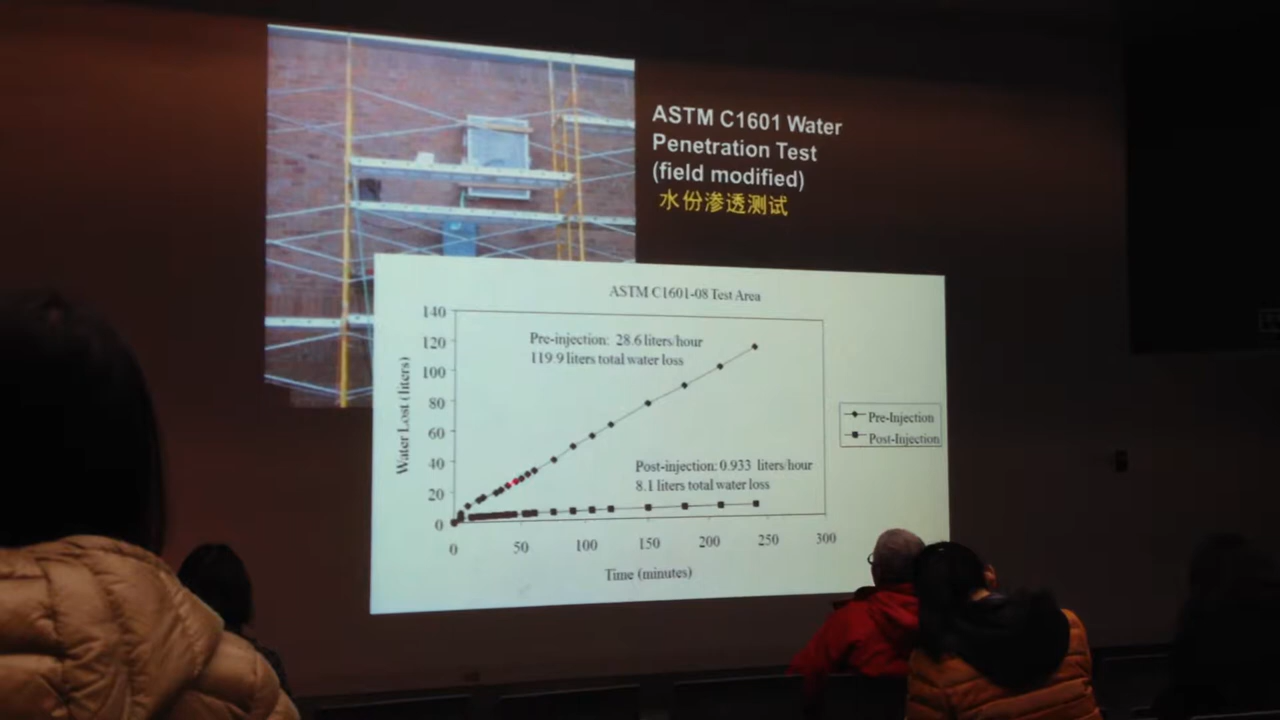 ASTM C1601 Water
Penetration Test
(field modified)
水份渗透测试
ASTM C1601-08 Test Area
Pre-injection: 28.6 liters/hour
119.9 liters total water loss
Post-injection: 0.933 liters/hour
8.1 liters total water loss
Water Lost (liters)
140
120
100
80
60
40
20
0
0 50 100 150 200 250 300
Time (minutes)
Pre-Injection
Post-Injection